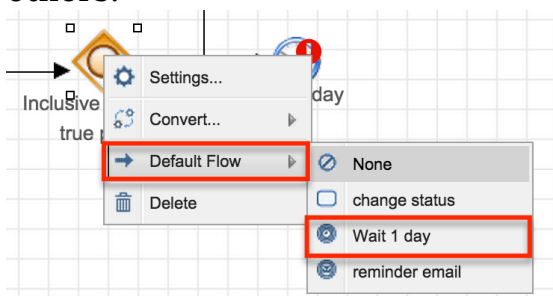 Settings...
day
Inclusive
Convert...
true
Default Flow
None
Delete
change status
Wait 1 day
reminder email